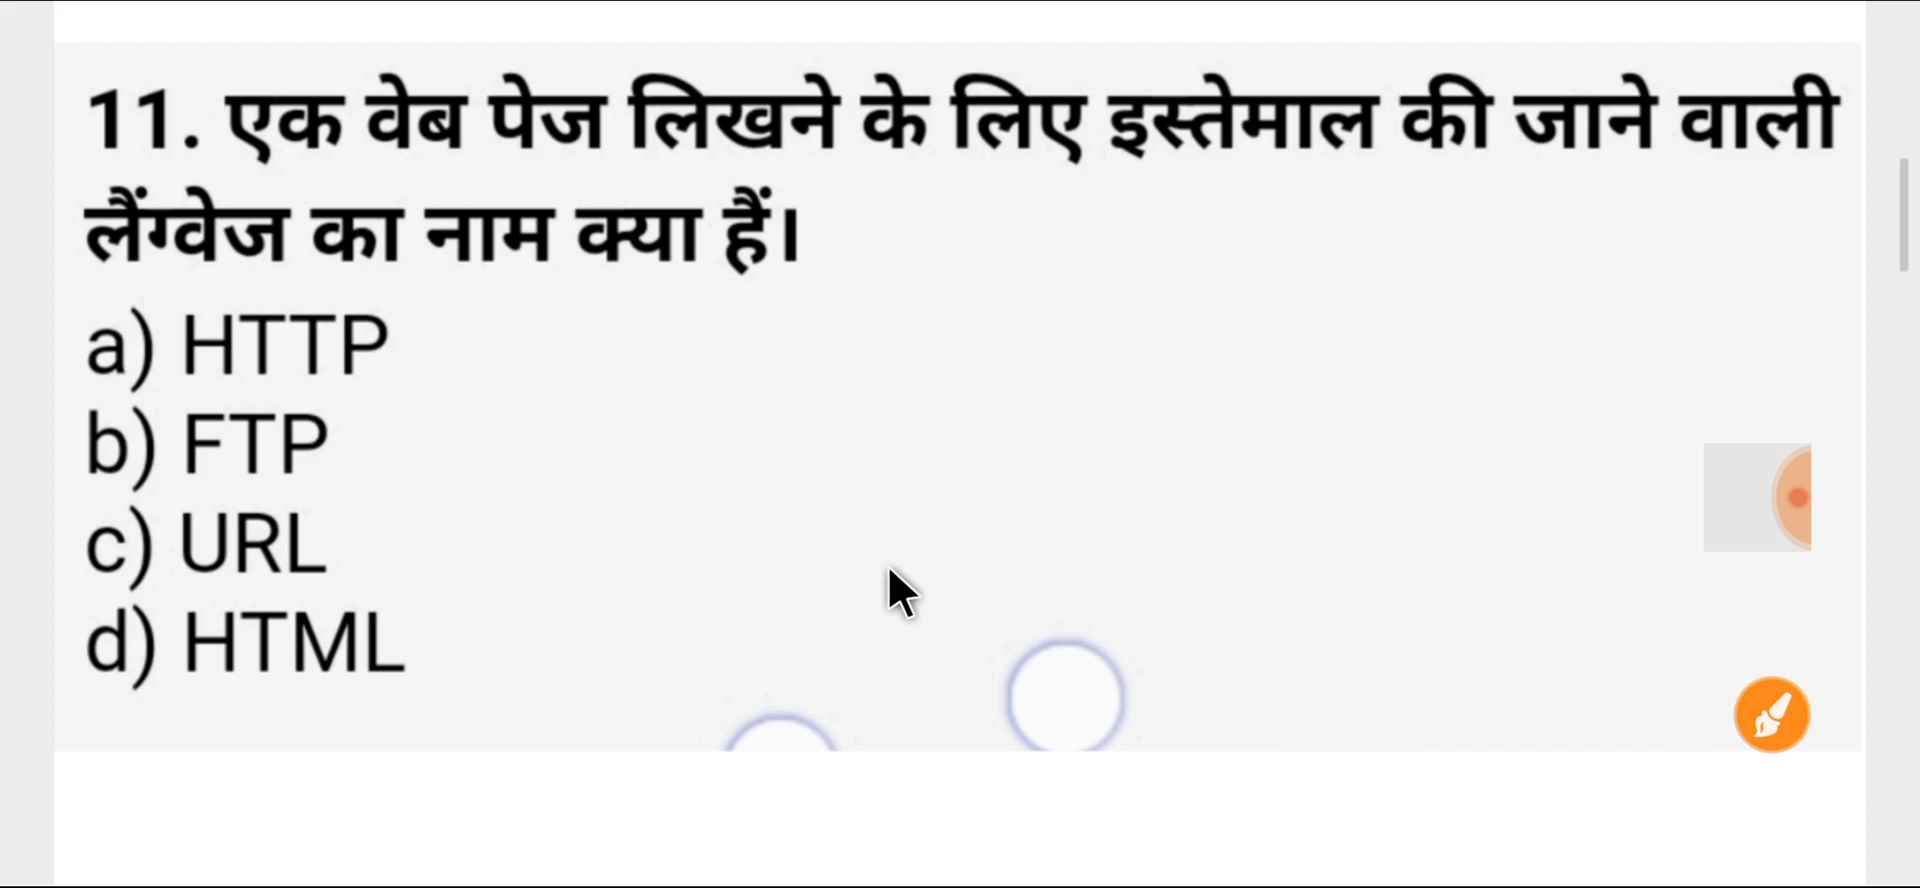 11. एक वेब पेज लिखने के लिए इस्तेमाल की जाने वाली
लैंग्वेज का नाम क्या हैं।
a) HTTP
b) FTP
c) URL
d) HTML